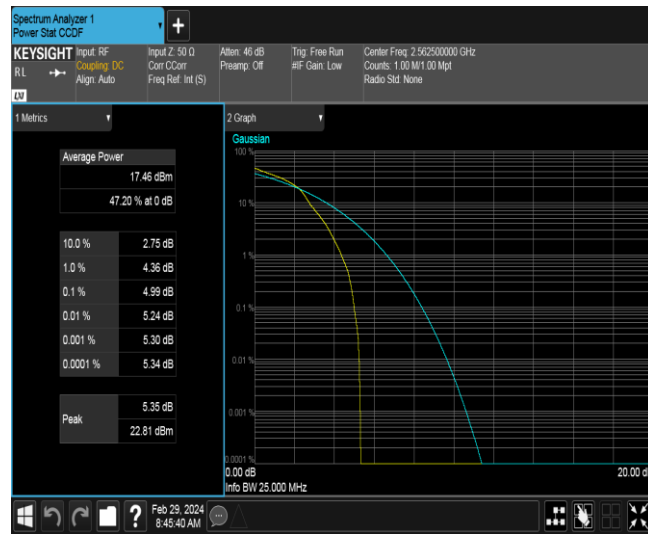 Spectrum Analyzer 1
Power Stat CCDF
+
KEYSIGHT
RL
LXI
Input: RF
Coupling: DC
Align: Auto
Input Z: 50 Ω
Corr CCorr
Freq Ref: Int (S)
Atten: 46 dB
Preamp: Off
Trig: Free Run
#IF Gain: Low
Center Freq: 2.562500000 GHz
Counts: 1.00 M/1.00 Mpt
Radio Std: None
1 Metrics
Average Power
17.46 dBm
47.20 % at 0 dB
10.0 % 2.75 dB
1.0 % 4.36 dB
0.1 % 4.99 dB
0.01 % 5.24 dB
0.001 % 5.30 dB
0.0001 % 5.34 dB
Peak
5.35 dB
22.81 dBm
2 Graph
Gaussian
100 %
10 %
1 %
0.1 %
0.01 %
0.001 %
0.0001 %
0.00 dB
20.00 d
Info BW 25.000 MHz
?
Feb 29, 2024
8:45:40 AM